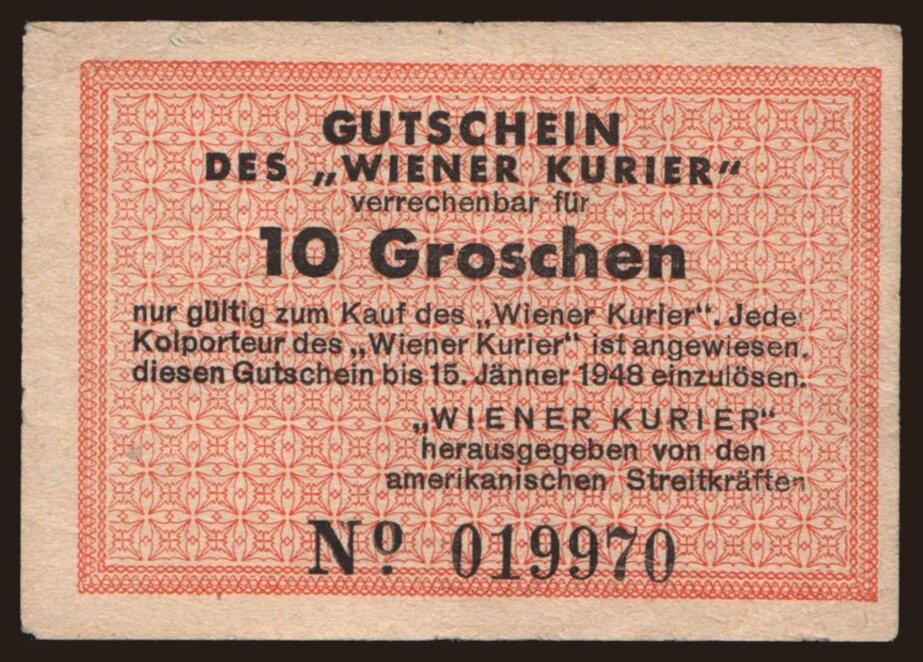 GUTSCHEIN
DES „WIENER KURIER“
verrechenbar für
10 Groschen
nur gültig zum Kauf des „Wiener Kurier“. Jede
Kolporteur des „Wiener Kurier“ ist angewiesen.
diesen Gutschein bis 15. Jänner 1948 einzulösen.
„WIENER KURIER“
herausgegeben von den
amerikanischen Streitkräften
No 019970